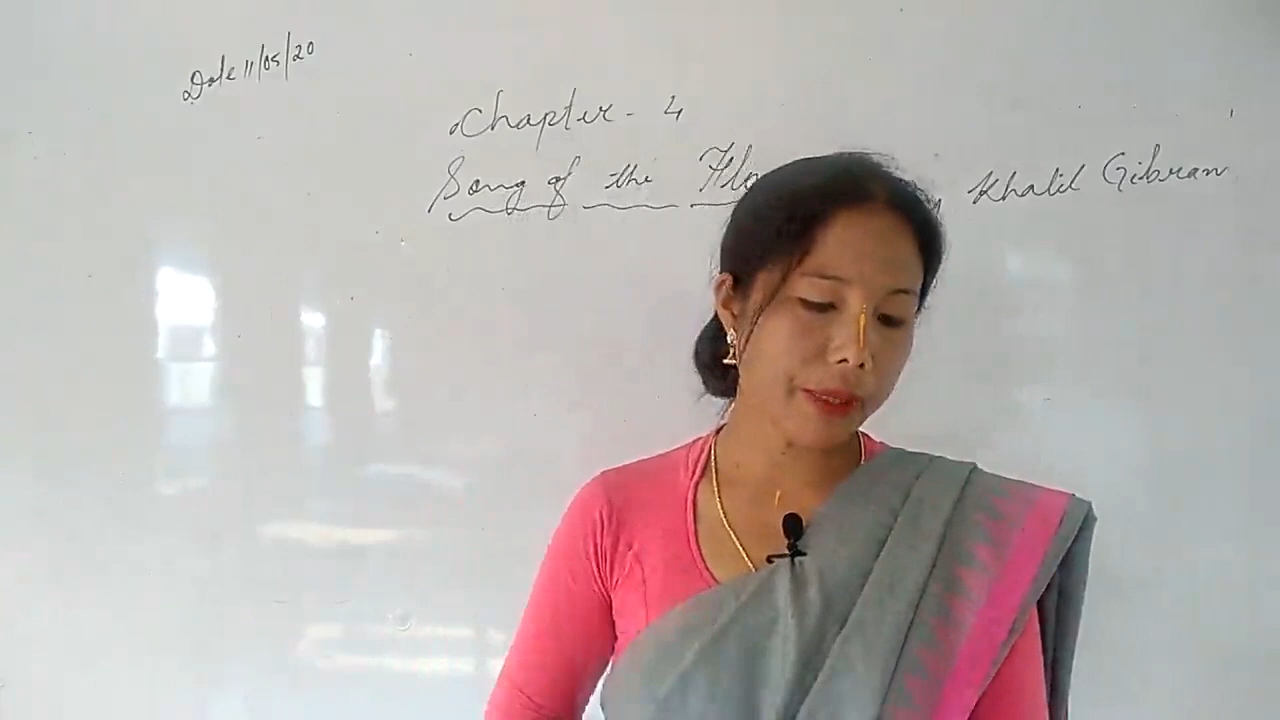 Date 11/05/20
Chapter - 4
Song of the Khalil Gibran